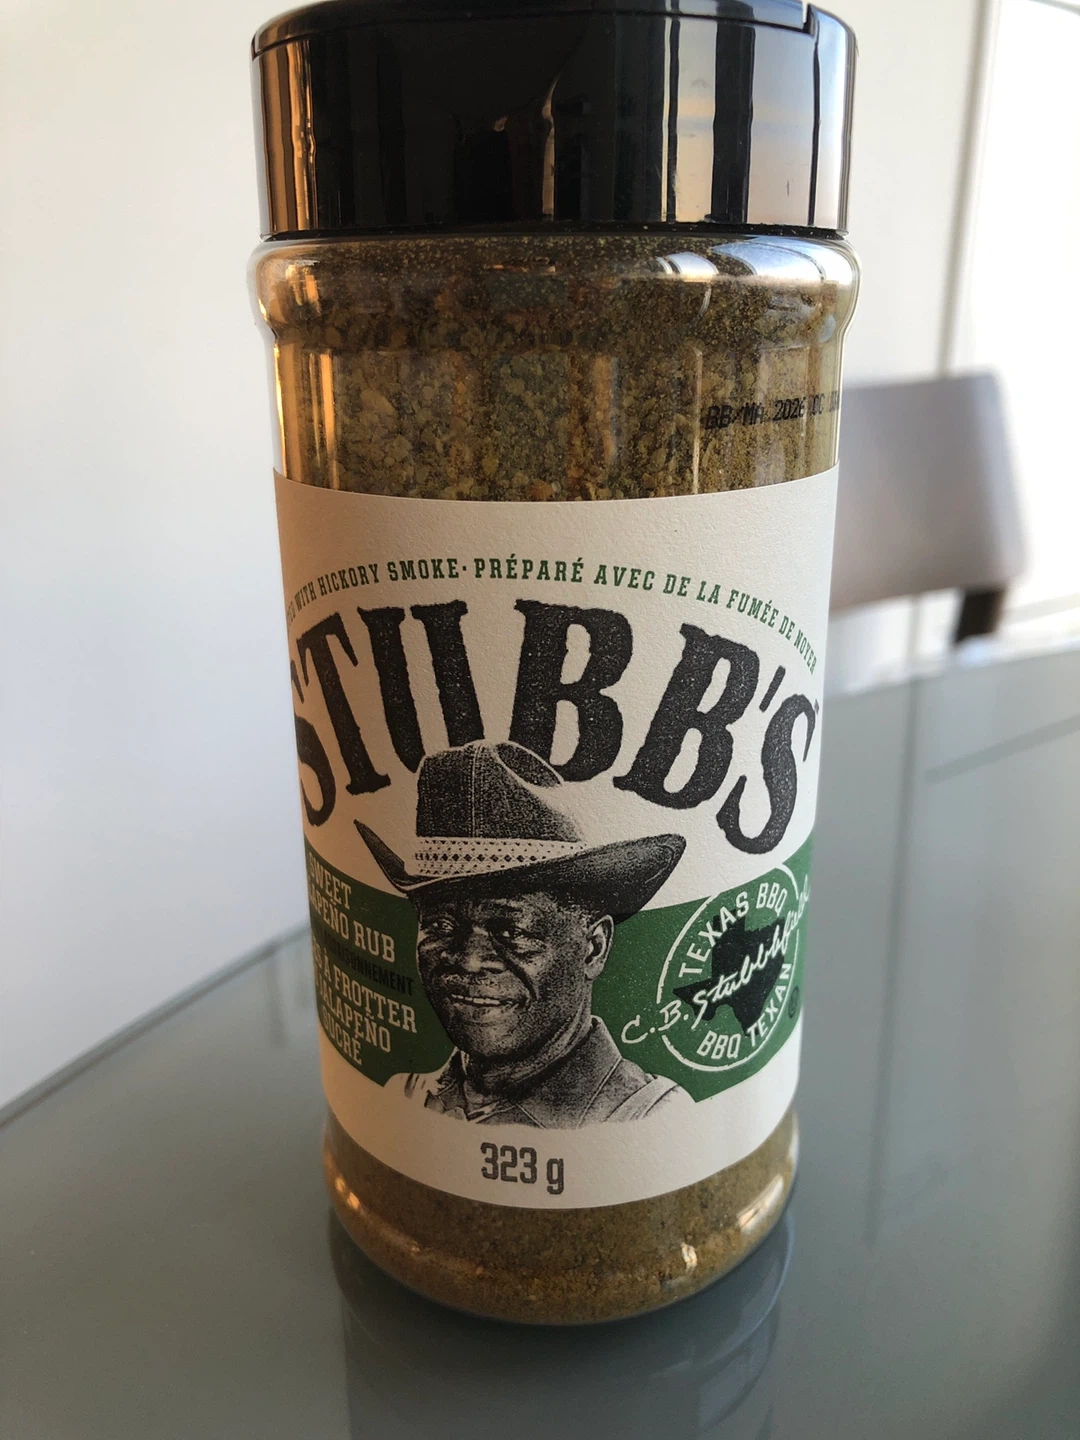 BB/MA 2026
WITH HICKORY SMOKE· PRÉPARÉ AVEC DE LA FUMÉE DE NOYER
STUBB'S
SWEET
JALAPEÑO RUB
À FROTTER
JALAPEÑO
SUCRÉ
TEXAS BBQ
C.B. Stubblefield
BBQ TEXAN
323 g